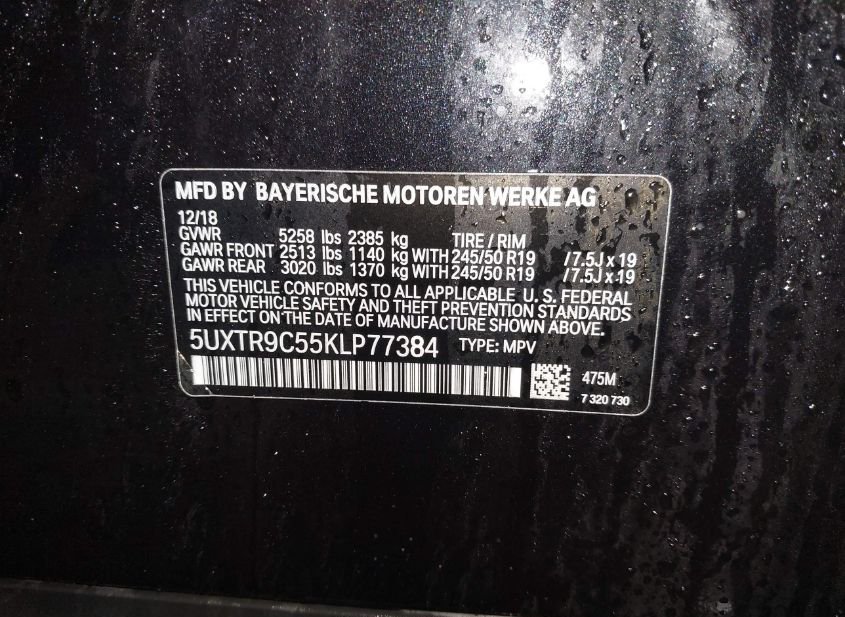 MFD BY BAYERISCHE MOTOREN WERKE AG
12/18
GVWR 5258 lbs 2385 kg TIRE / RIM
GAWR FRONT 2513 lbs 1140 kg WITH 245/50 R19 /7.5J x 19
GAWR REAR 3020 lbs 1370 kg WITH 245/50 R19 /7.5J x 19
THIS VEHICLE CONFORMS TO ALL APPLICABLE U. S. FEDERAL
MOTOR VEHICLE SAFETY AND THEFT PREVENTION STANDARDS
IN EFFECT ON THE DATE OF MANUFACTURE SHOWN ABOVE.
5UXTR9C55KLP77384 TYPE: MPV
475M
7 320 730